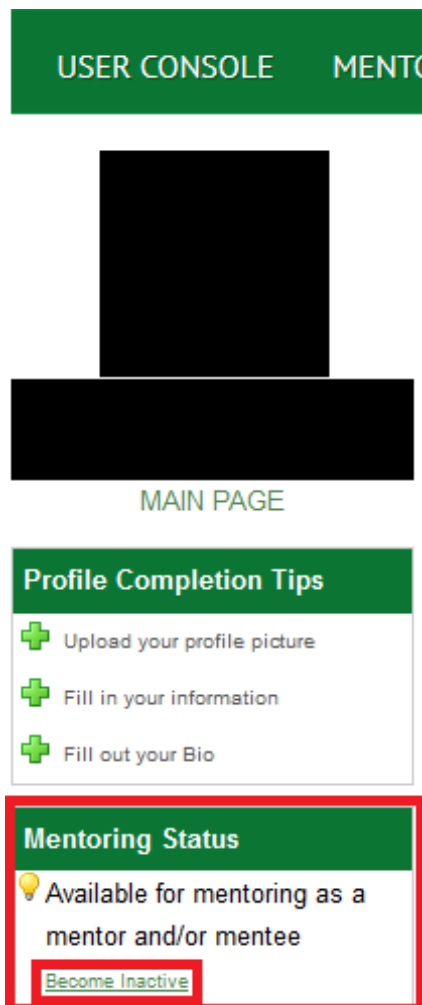 USER CONSOLE MENTO
MAIN PAGE
Profile Completion Tips
Upload your profile picture
Fill in your information
Fill out your Bio
Mentoring Status
Available for mentoring as a
mentor and/or mentee
Become Inactive